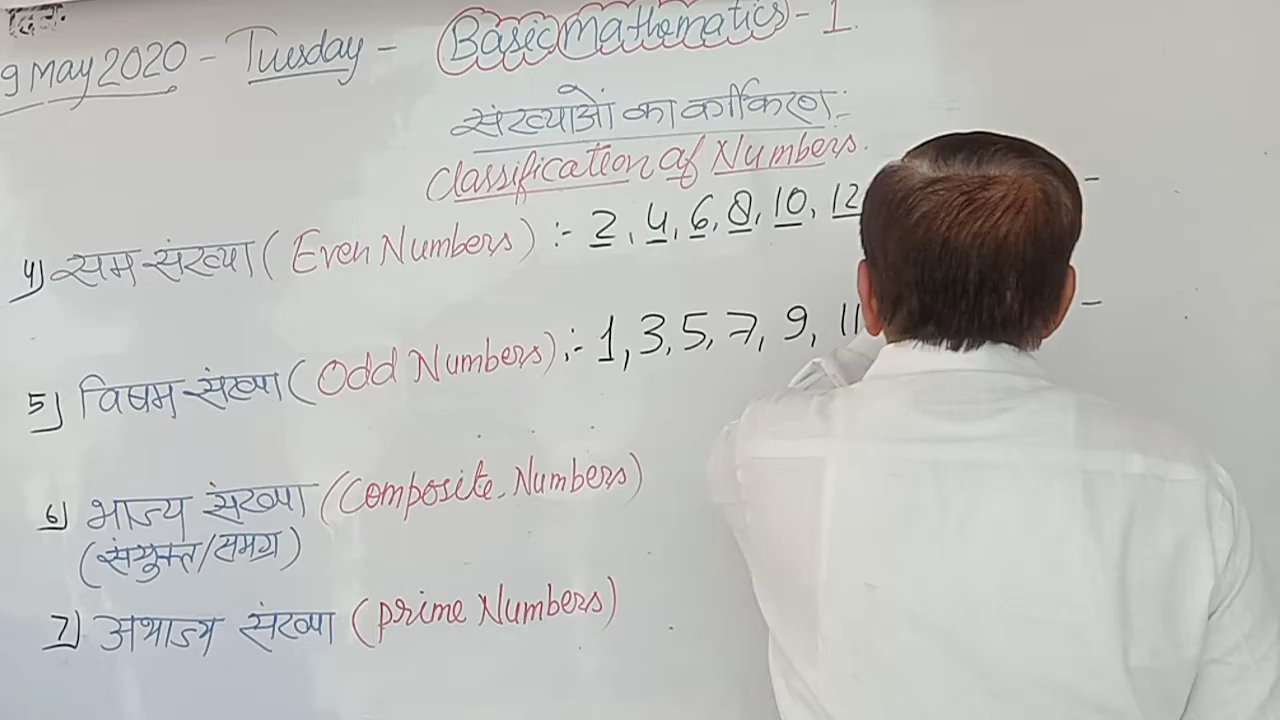 9 May 2020 - Tuesday - Basic Mathematics - 1.
संख्याओं का वर्गीकरण :-
Classification of Numbers.
4) सम संख्या ( Even Numbers ) :- 2, 4, 6, 8, 10, 12 -
5) विषम संख्या ( Odd Numbers ) :- 1, 3, 5, 7, 9, 11 -
6) भाज्य संख्या ( Composite Numbers )
( संयुक्त / समग्र )
7) अभाज्य संख्या ( prime Numbers )